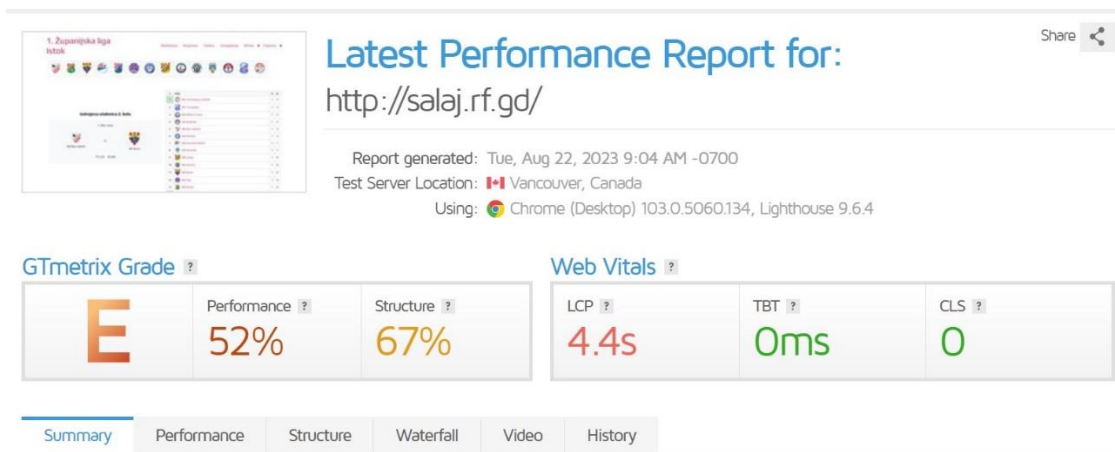 Share
1. Županijska liga
Istok
Latest Performance Report for:
http://salaj.rf.gd/
Report generated: Tue, Aug 22, 2023 9:04 AM -0700
Test Server Location: Vancouver, Canada
Using: Chrome (Desktop) 103.0.5060.134, Lighthouse 9.6.4
GTmetrix Grade ?
Web Vitals ?
E
Performance ?
52%
Structure ?
67%
LCP ?
4.4s
TBT ?
0ms
CLS ?
0
Summary Performance Structure Waterfall Video History